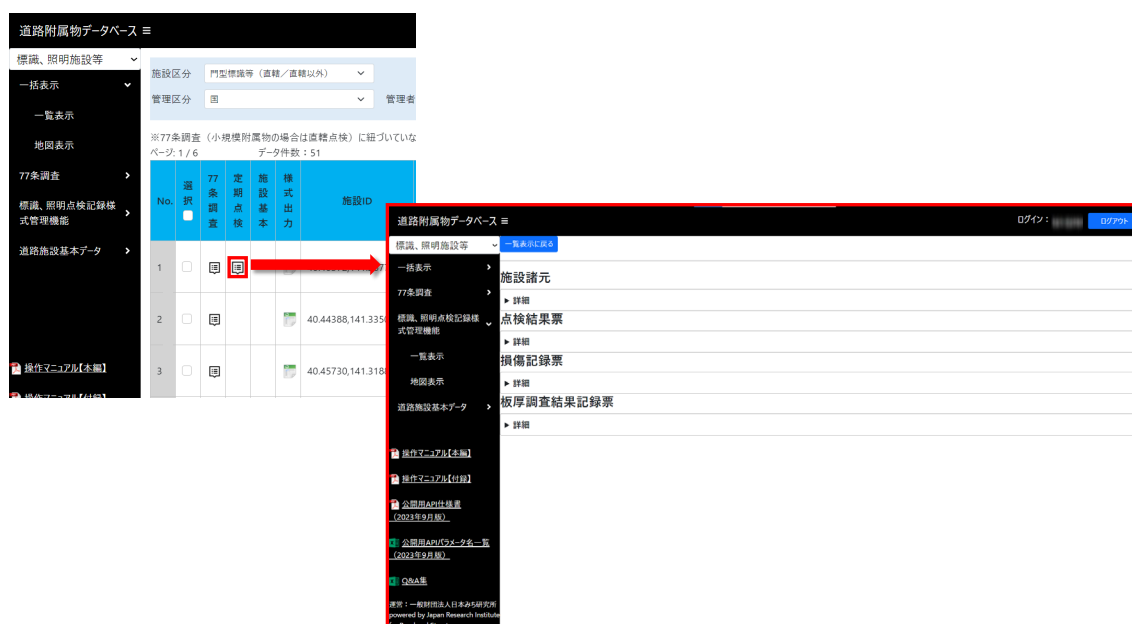 道路附属物データベース ≡
標識、照明施設等
一括表示
一覧表示
地図表示
77条調査
標識、照明点検記録様
式管理機能
道路施設基本データ
操作マニュアル【本編】
操作マニュアル【付録】
施設区分 門型標識等（直轄／直轄以外）
管理区分 国 管理者
※77条調査（小規模附属物の場合は直轄点検）に紐づいていな
ページ: 1 / 6 データ件数：51
No. 選択 77条調査 定期点検 施設基本 様式出力 施設ID
1
2 40.44388,141.335
3 40.45730,141.318
道路附属物データベース ≡
ログイン： ログアウト
標識、照明施設等
一覧表示に戻る
一括表示
77条調査
標識、照明点検記録様
式管理機能
一覧表示
地図表示
道路施設基本データ
操作マニュアル【本編】
操作マニュアル【付録】
公開用API仕様書
（2023年9月版）
公開用APIパラメータ名一覧
（2023年9月版）
Q&A集
運営：一般財団法人日本みち研究所
powered by Japan Research Institute
施設諸元
▶ 詳細
点検結果票
▶ 詳細
損傷記録票
▶ 詳細
板厚調査結果記録票
▶ 詳細